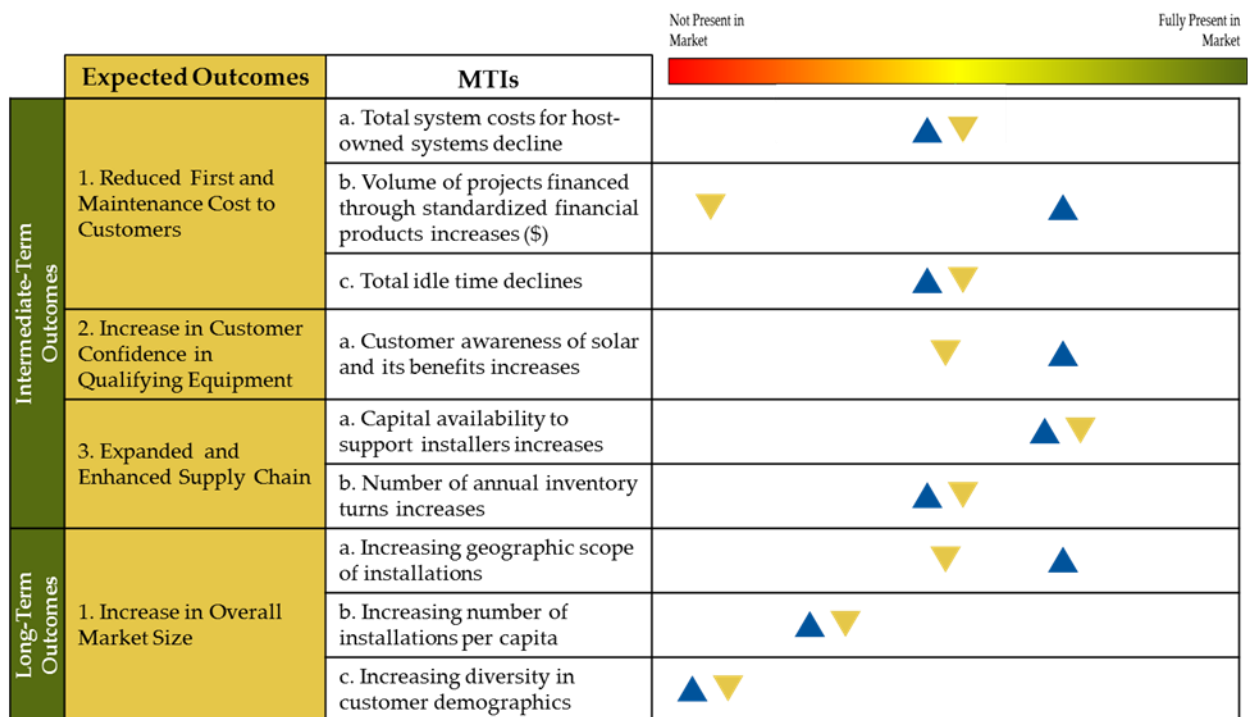 Not Present in
Market
Fully Present in
Market
Expected Outcomes
MTIs
Intermediate-Term
Outcomes
1. Reduced First and
Maintenance Cost to
Customers
a. Total system costs for host-
owned systems decline
b. Volume of projects financed
through standardized financial
products increases ($)
c. Total idle time declines
2. Increase in Customer
Confidence in
Qualifying Equipment
a. Customer awareness of solar
and its benefits increases
3. Expanded and
Enhanced Supply Chain
a. Capital availability to
support installers increases
b. Number of annual inventory
turns increases
Long-Term
Outcomes
1. Increase in Overall
Market Size
a. Increasing geographic scope
of installations
b. Increasing number of
installations per capita
c. Increasing diversity in
customer demographics